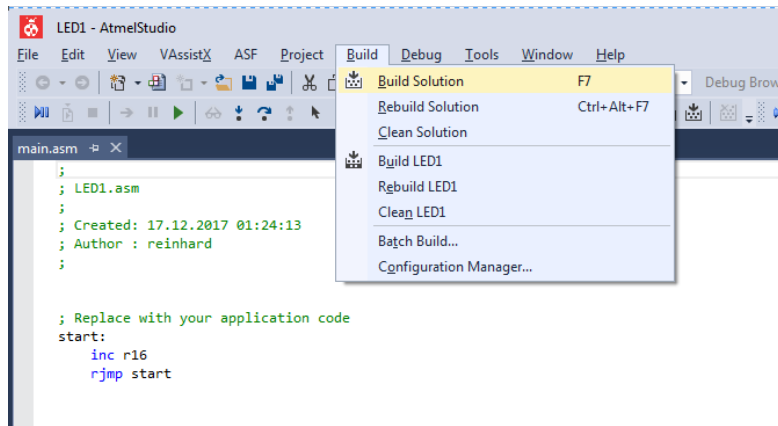 LED1 - AtmelStudio
File Edit View VAssistX ASF Project Build Debug Tools Window Help
Debug Brow
main.asm
Build Solution F7
Rebuild Solution Ctrl+Alt+F7
Clean Solution
Build LED1
Rebuild LED1
Clean LED1
Batch Build...
Configuration Manager...
;
; LED1.asm
;
; Created: 17.12.2017 01:24:13
; Author : reinhard
;
; Replace with your application code
start:
inc r16
rjmp start